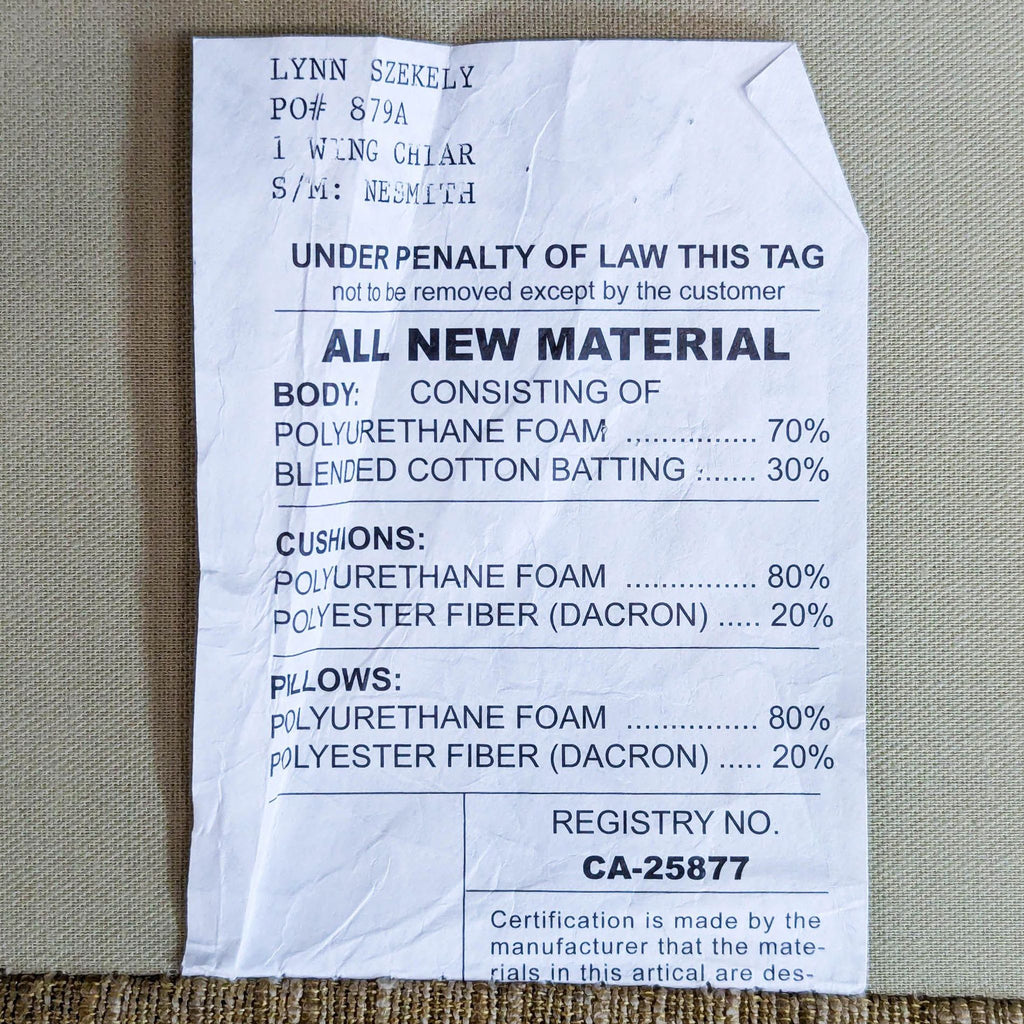 LYNN SZEKELY
PO# 879A
1 WING CHIAR
S/M: NESMITH
UNDER PENALTY OF LAW THIS TAG
not to be removed except by the customer
ALL NEW MATERIAL
BODY: CONSISTING OF
POLYURETHANE FOAM .............. 70%
BLENDED COTTON BATTING ....... 30%
CUSHIONS:
POLYURETHANE FOAM ............... 80%
POLYESTER FIBER (DACRON) ..... 20%
PILLOWS:
POLYURETHANE FOAM ............... 80%
POLYESTER FIBER (DACRON) ..... 20%
REGISTRY NO.
CA-25877
Certification is made by the
manufacturer that the mate-
rials in this artical are des-